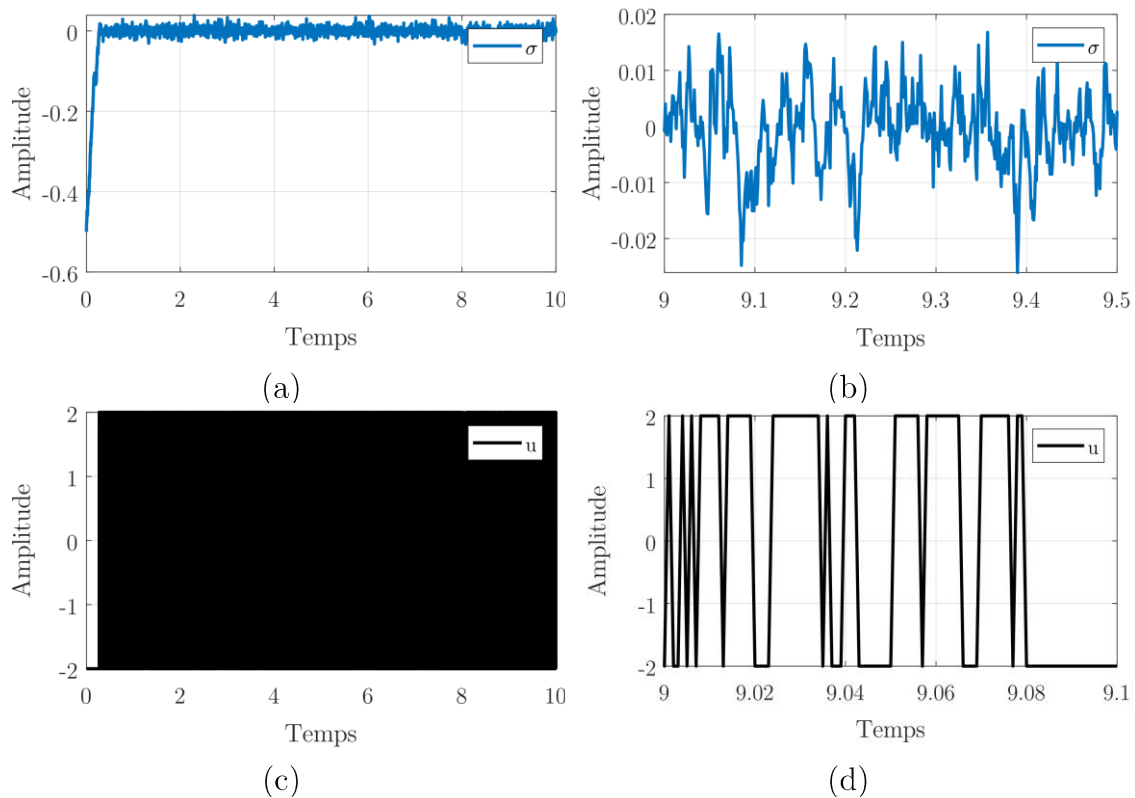 0
-0.2
-0.4
-0.6
Amplitude
σ
0 2 4 6 8 10
Temps
(a)
0.02
0.01
0
-0.01
-0.02
Amplitude
σ
9 9.1 9.2 9.3 9.4 9.5
Temps
(b)
2
1
0
-1
-2
Amplitude
u
0 2 4 6 8 10
Temps
(c)
2
1
0
-1
-2
Amplitude
u
9 9.02 9.04 9.06 9.08 9.1
Temps
(d)